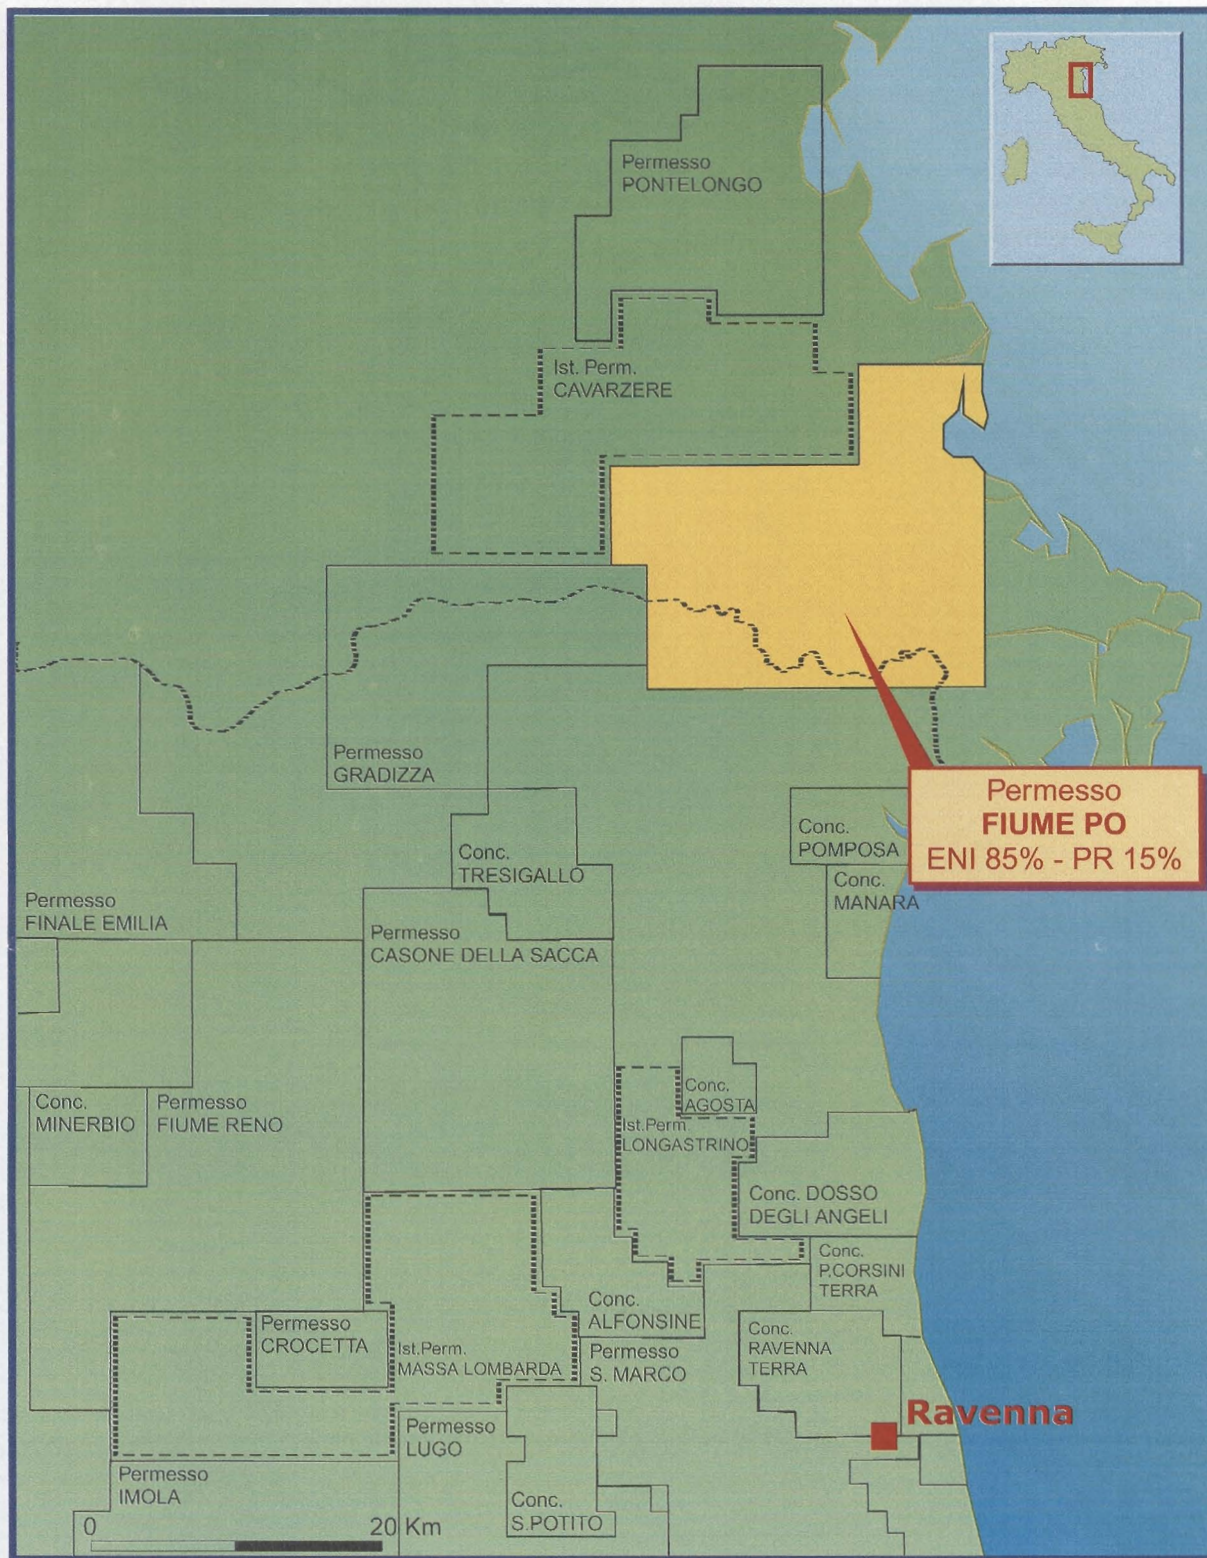 Permesso
PONTELONGO
Ist. Perm.
CAVARZERE
Permesso
GRADIZZA
Permesso
FIUME PO
ENI 85% - PR 15%
Conc.
POMPOSA
Conc.
TRESIGALLO
Conc.
MANARA
Permesso
FINALE EMILIA
Permesso
CASONE DELLA SACCA
Conc.
AGOSTA
Conc.
MINERBIO
Permesso
FIUME RENO
Ist.Perm.
LONGASTRINO
Conc. DOSSO
DEGLI ANGELI
Conc.
P.CORSINI
TERRA
Conc.
ALFONSINE
Permesso
CROCETTA
Ist.Perm.
MASSA LOMBARDA
Permesso
S. MARCO
Conc.
RAVENNA
TERRA
Ravenna
Permesso
LUGO
Permesso
IMOLA
Conc.
S.POTITO
0 20 Km